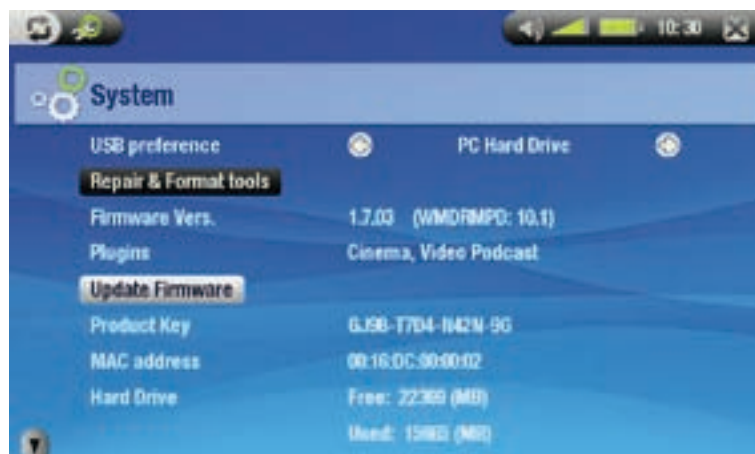 10:30
System
USB preference PC Hard Drive
Repair & Format tools
Firmware Vers. 1.7.03 (WMDRMPD: 10.1)
Plugins Cinema, Video Podcast
Update Firmware
Product Key
MAC address 00:16:DC:00:00:02
Hard Drive Free: (MB)
Used: (MB)